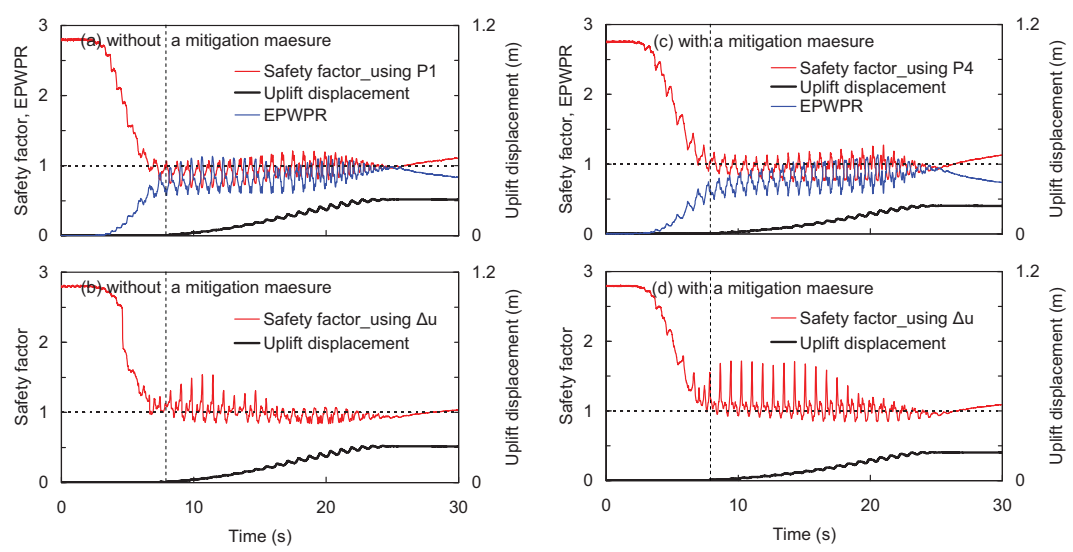 (a) without a mitigation maesure
Safety factor_using P1
Uplift displacement
EPWPR
Safety factor, EPWPR
3
2
1
0
1.2
0
Uplift displacement (m)
(c) with a mitigation maesure
Safety factor_using P4
Uplift displacement
EPWPR
Safety factor, EPWPR
3
2
1
0
1.2
0
Uplift displacement (m)
(b) without a mitigation maesure
Safety factor_using Δu
Uplift displacement
Safety factor
3
2
1
0
1.2
0
Uplift displacement (m)
0 10 20 30
Time (s)
(d) with a mitigation maesure
Safety factor_using Δu
Uplift displacement
Safety factor
3
2
1
0
1.2
0
Uplift displacement (m)
0 10 20 30
Time (s)